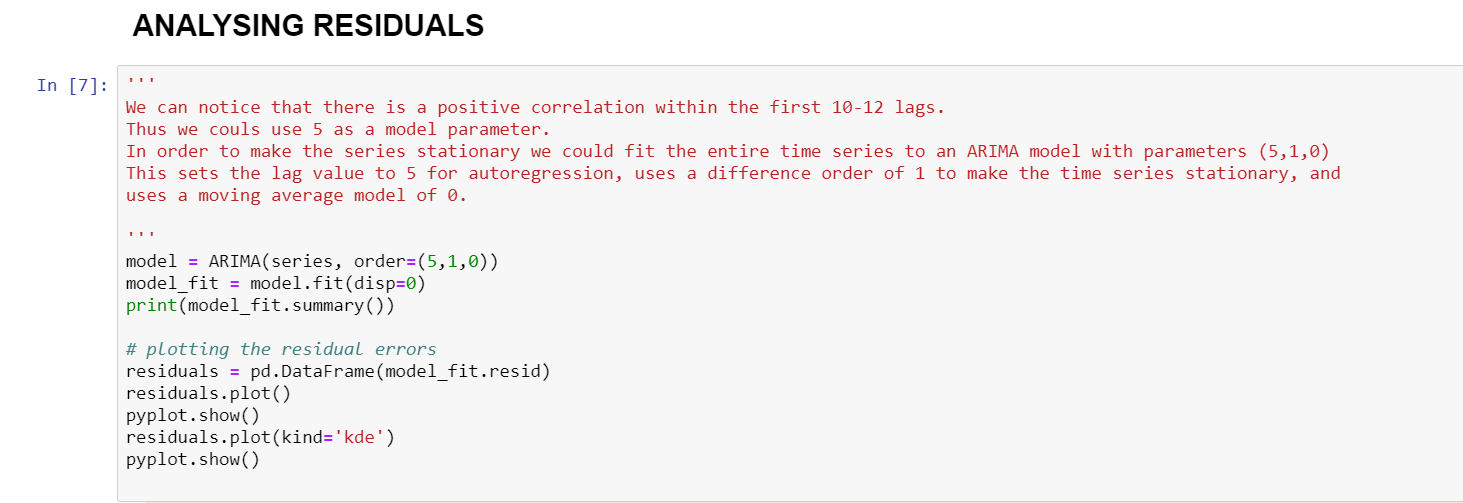 ANALYSING RESIDUALS
In [7]:
'''
We can notice that there is a positive correlation within the first 10-12 lags.
Thus we couls use 5 as a model parameter.
In order to make the series stationary we could fit the entire time series to an ARIMA model with parameters (5,1,0)
This sets the lag value to 5 for autoregression, uses a difference order of 1 to make the time series stationary, and
uses a moving average model of 0.
'''
model = ARIMA(series, order=(5,1,0))
model_fit = model.fit(disp=0)
print(model_fit.summary())
# plotting the residual errors
residuals = pd.DataFrame(model_fit.resid)
residuals.plot()
pyplot.show()
residuals.plot(kind='kde')
pyplot.show()